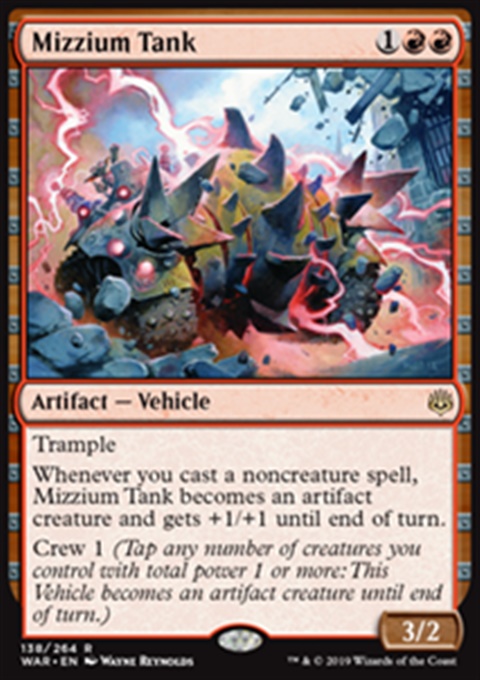 Mizzium Tank 1
Artifact — Vehicle
Trample
Whenever you cast a noncreature spell,
Mizzium Tank becomes an artifact
creature and gets +1/+1 until end of turn.
Crew 1 (Tap any number of creatures you
control with total power 1 or more: This
Vehicle becomes an artifact creature until end
of turn.)
3/2
138/264 R
WAR • EN Wayne Reynolds
™ & © 2019 Wizards of the Coast